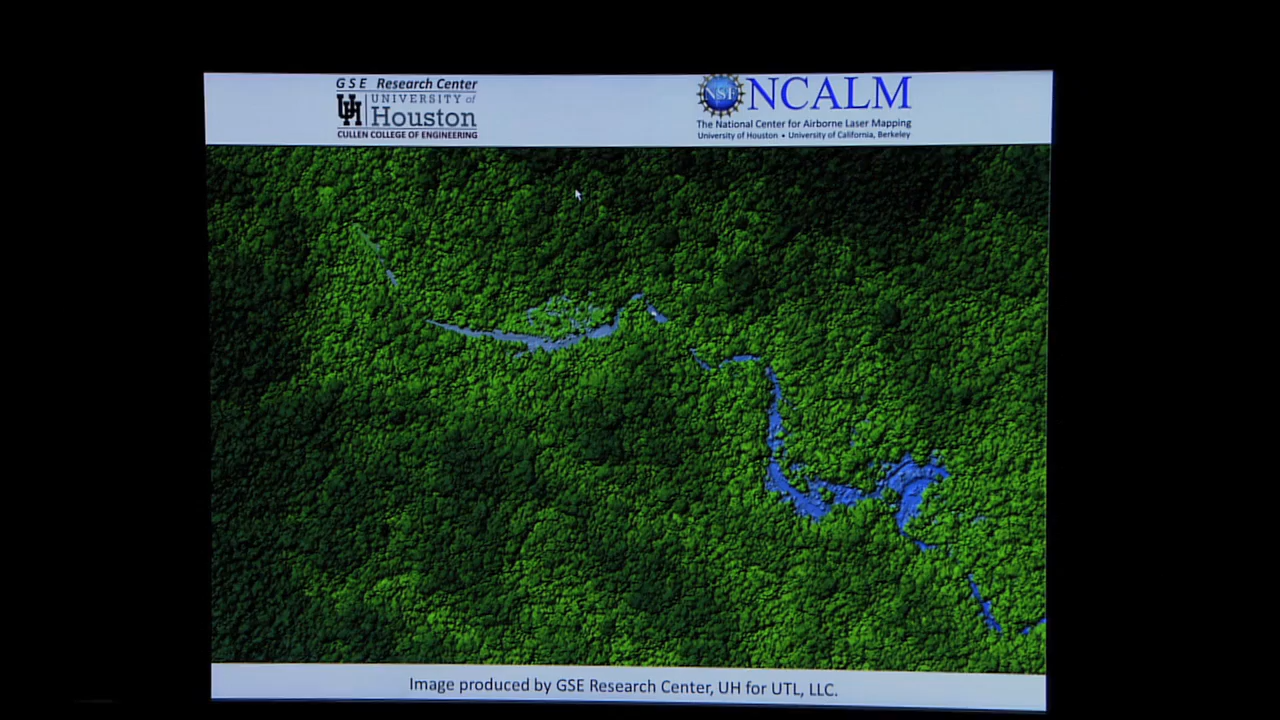 GSE Research Center
UH UNIVERSITY of
Houston
CULLEN COLLEGE OF ENGINEERING
NSF NCALM
The National Center for Airborne Laser Mapping
University of Houston • University of California, Berkeley
Image produced by GSE Research Center, UH for UTL, LLC.